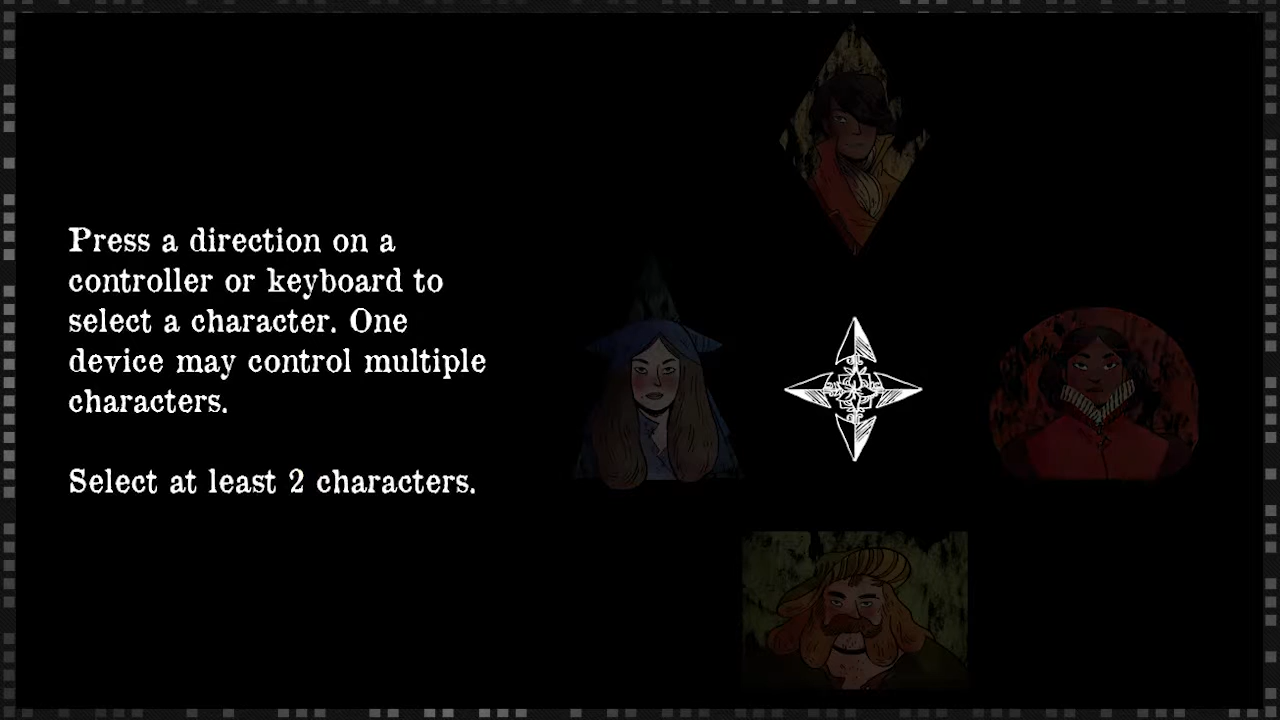 Press a direction on a
controller or keyboard to
select a character. One
device may control multiple
characters.
Select at least 2 characters.